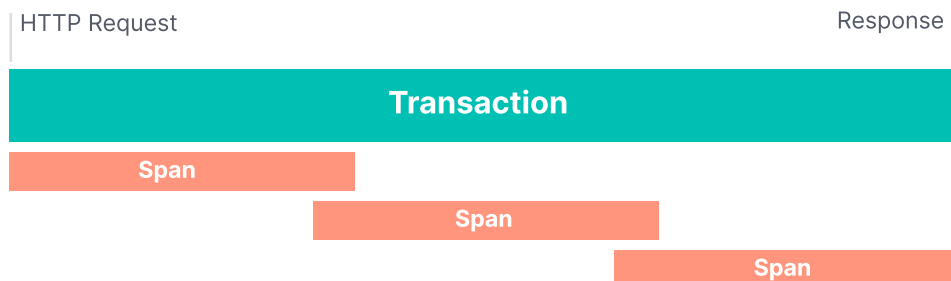 HTTP Request
Response
Transaction
Span
Span
Span